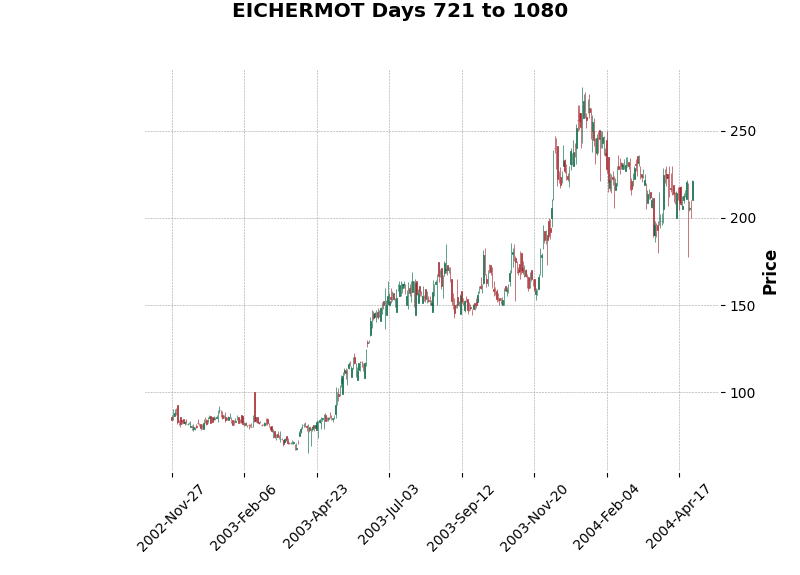 EICHERMOT Days 721 to 1080
250
200
150
100
Price
2002-Nov-27
2003-Feb-06
2003-Apr-23
2003-Jul-03
2003-Sep-12
2003-Nov-20
2004-Feb-04
2004-Apr-17